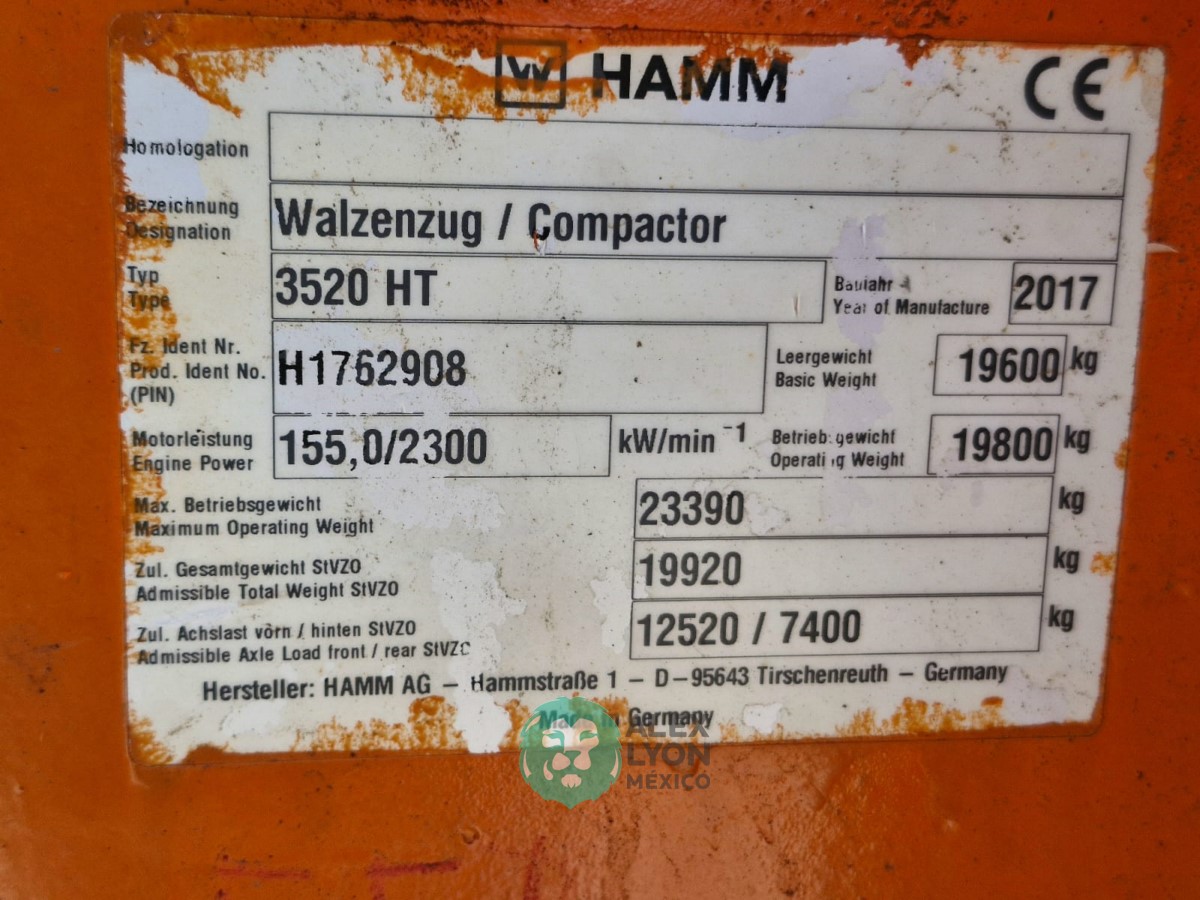 W HAMM CE
Homologation
Bezeichnung
Designation
Walzenzug / Compactor
Typ
Type
3520 HT
Baujahr
Year of Manufacture
2017
Fz. Ident Nr.
Prod. Ident No.
(PIN)
H1762908
Leergewicht
Basic Weight
19600 kg
Motorleistung
Engine Power
155,0/2300 kW/min⁻¹
Betriebsgewicht
Operating Weight
19800 kg
Max. Betriebsgewicht
Maximum Operating Weight
23390 kg
Zul. Gesamtgewicht StVZO
Admissible Total Weight StVZO
19920 kg
Zul. Achslast vorn / hinten StVZO
Admissible Axle Load front / rear StVZO
12520 / 7400 kg
Hersteller: HAMM AG – Hammstraße 1 – D–95643 Tirschenreuth – Germany
Made in Germany
ALEX
LYON
MÉXICO